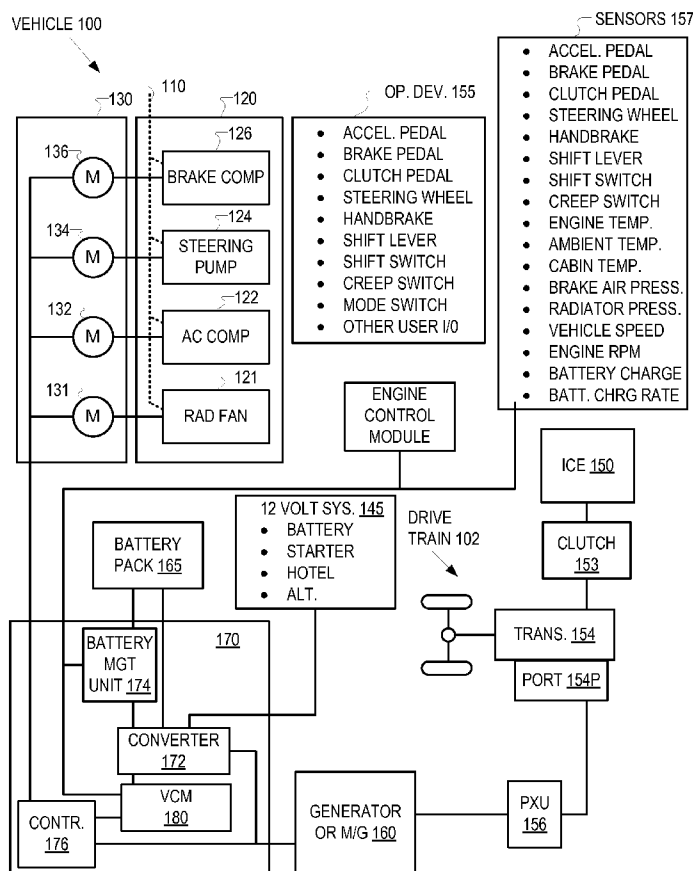 VEHICLE 100
130
110
120
136
M
126
BRAKE COMP
134
M
124
STEERING
PUMP
132
M
122
AC COMP
131
M
121
RAD FAN
OP. DEV. 155
• ACCEL. PEDAL
• BRAKE PEDAL
• CLUTCH PEDAL
• STEERING WHEEL
• HANDBRAKE
• SHIFT LEVER
• SHIFT SWITCH
• CREEP SWITCH
• MODE SWITCH
• OTHER USER I/0
SENSORS 157
• ACCEL. PEDAL
• BRAKE PEDAL
• CLUTCH PEDAL
• STEERING WHEEL
• HANDBRAKE
• SHIFT LEVER
• SHIFT SWITCH
• CREEP SWITCH
• ENGINE TEMP.
• AMBIENT TEMP.
• CABIN TEMP.
• BRAKE AIR PRESS.
• RADIATOR PRESS.
• VEHICLE SPEED
• ENGINE RPM
• BATTERY CHARGE
• BATT. CHRG RATE
ENGINE
CONTROL
MODULE
ICE 150
CLUTCH
153
12 VOLT SYS. 145
• BATTERY
• STARTER
• HOTEL
• ALT.
DRIVE
TRAIN 102
BATTERY
PACK 165
TRANS. 154
PORT 154P
170
BATTERY
MGT
UNIT 174
CONVERTER
172
VCM
180
CONTR.
176
GENERATOR
OR M/G 160
PXU
156